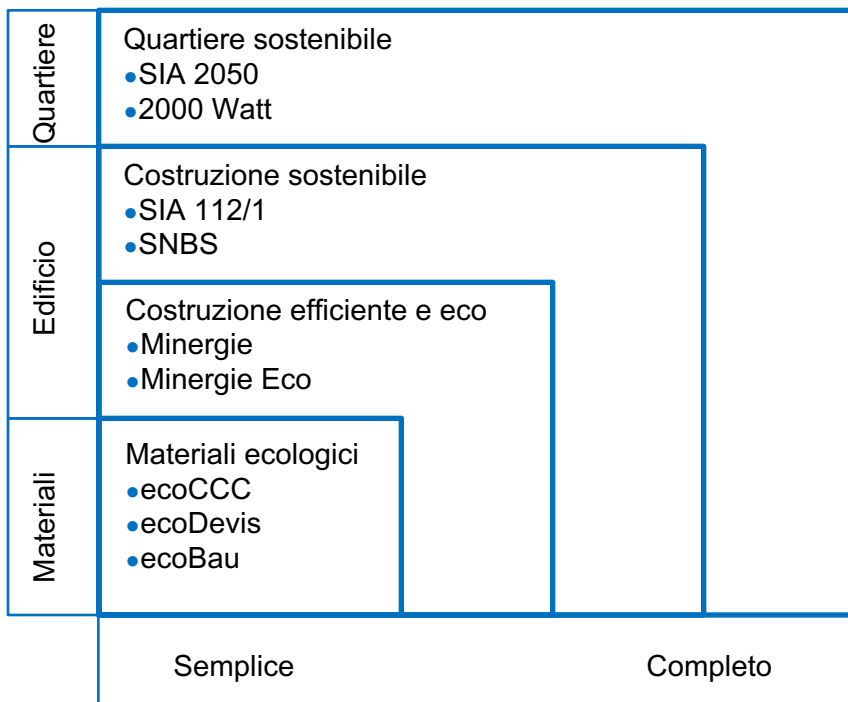 Quartiere
Quartiere sostenibile
•SIA 2050
•2000 Watt
Edificio
Costruzione sostenibile
•SIA 112/1
•SNBS
Costruzione efficiente e eco
•Minergie
•Minergie Eco
Materiali
Materiali ecologici
•ecoCCC
•ecoDevis
•ecoBau
Semplice
Completo